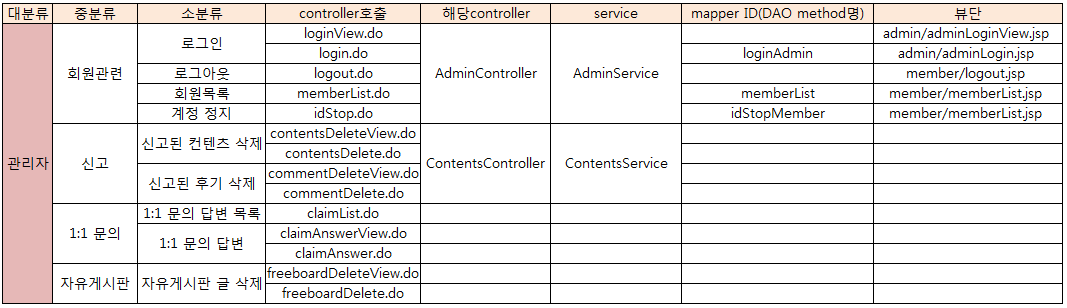 대분류 중분류 소분류 controller호출 해당controller service mapper ID(DAO method명) 뷰단
관리자 회원관련 로그인 loginView.do AdminController AdminService admin/adminLoginView.jsp
login.do loginAdmin admin/adminLogin.jsp
로그아웃 logout.do member/logout.jsp
회원목록 memberList.do memberList member/memberList.jsp
계정 정지 idStop.do idStopMember member/memberList.jsp
신고 신고된 컨텐츠 삭제 contentsDeleteView.do ContentsController ContentsService
contentsDelete.do
신고된 후기 삭제 commentDeleteView.do
commentDelete.do
1:1 문의 1:1 문의 답변 목록 claimList.do
1:1 문의 답변 claimAnswerView.do
claimAnswer.do
자유게시판 자유게시판 글 삭제 freeboardDeleteView.do
freeboardDelete.do